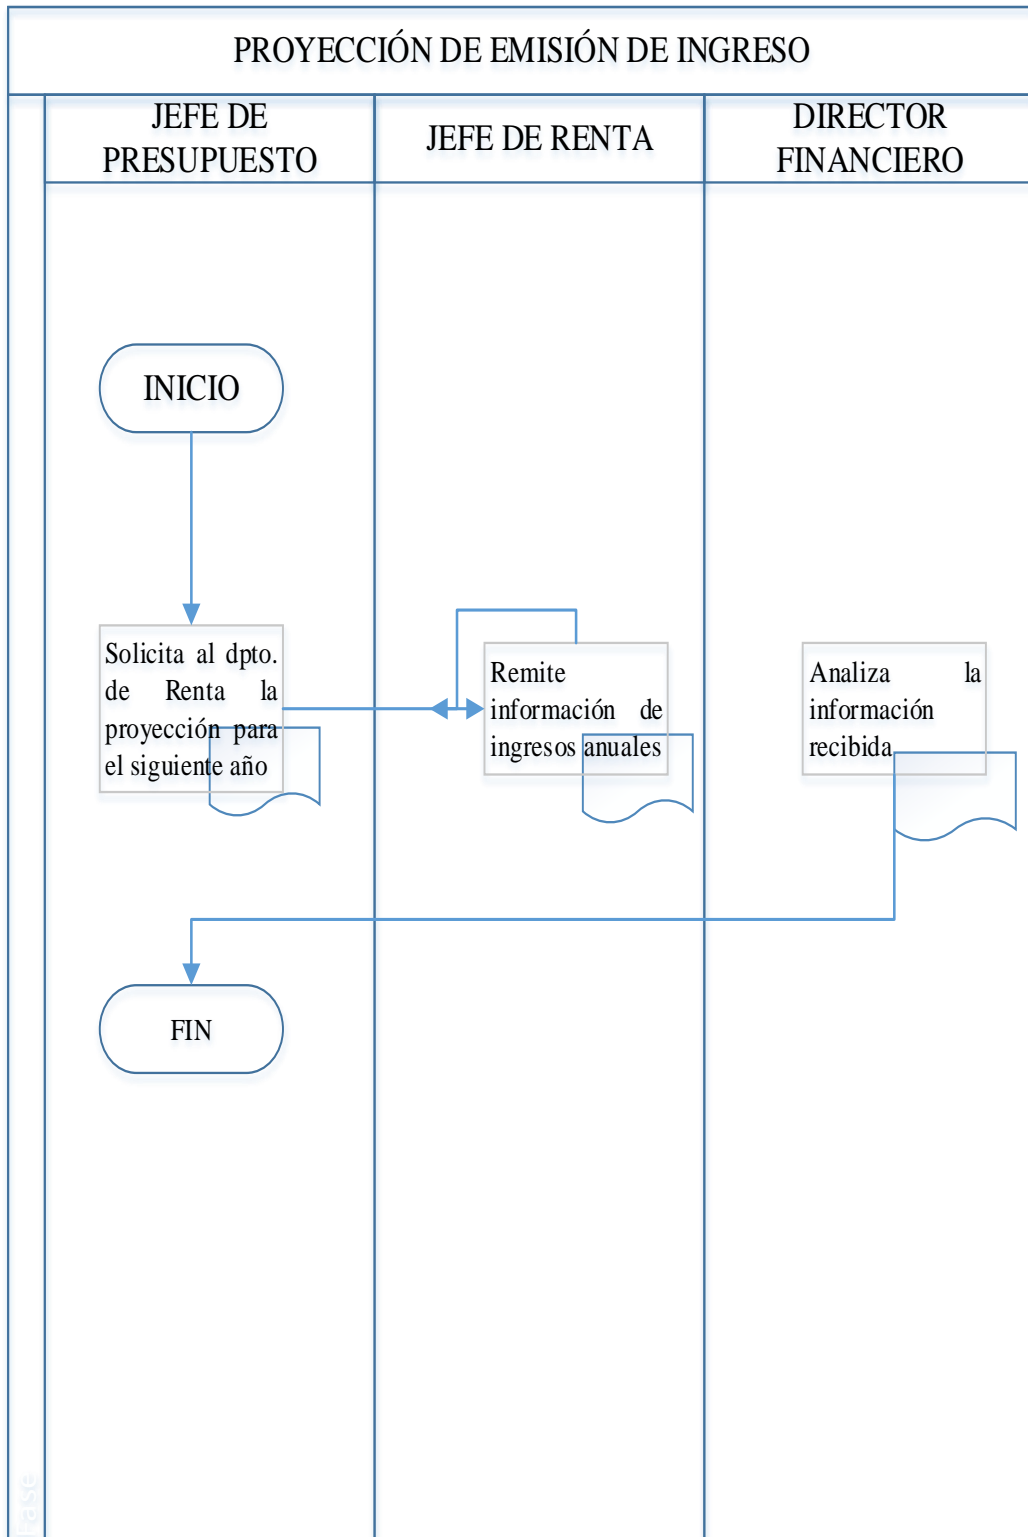 PROYECCIÓN DE EMISIÓN DE INGRESO
JEFE DE
PRESUPUESTO
JEFE DE RENTA
DIRECTOR
FINANCIERO
INICIO
Solicita al dpto.
de Renta la
proyección para
el siguiente año
Remite
información de
ingresos anuales
Analiza la
información
recibida
FIN
Fase